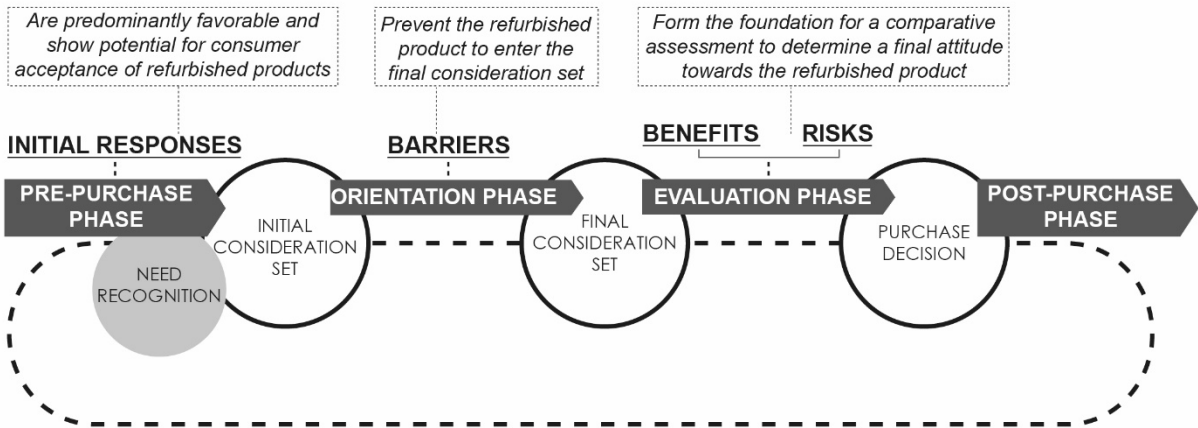 Are predominantly favorable and
show potential for consumer
acceptance of refurbished products
Prevent the refurbished
product to enter the
final consideration set
Form the foundation for a comparative
assessment to determine a final attitude
towards the refurbished product
INITIAL RESPONSES
BARRIERS
BENEFITS
RISKS
PRE-PURCHASE
PHASE
ORIENTATION PHASE
EVALUATION PHASE
POST-PURCHASE
PHASE
NEED
RECOGNITION
INITIAL
CONSIDERATION
SET
FINAL
CONSIDERATION
SET
PURCHASE
DECISION